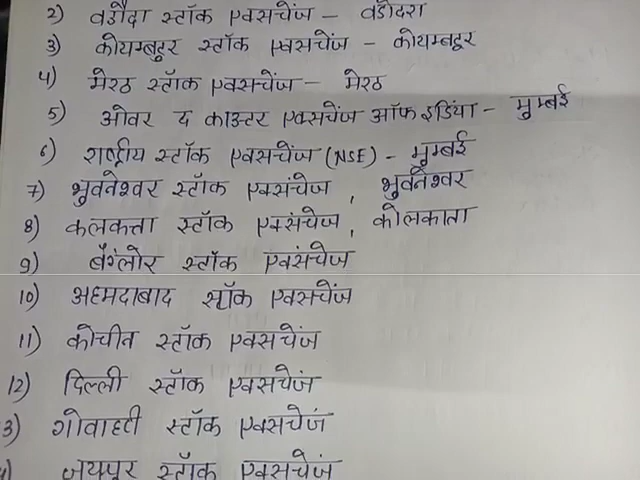 2) वडौदा स्टॉक एक्सचेंज – वडोदरा
3) कोयम्बटुर स्टॉक एक्सचेंज – कोयम्बटूर
4) मेरठ स्टॉक एक्सचेंज – मेरठ
5) ओवर द काउन्टर एक्सचेंज ऑफ इंडिया – मुम्बई
6) राष्ट्रीय स्टॉक एक्सचेंज (NSE) – मुम्बई
7) भुवनेश्वर स्टॉक एक्संचेज , भुवनेश्वर
8) कलकत्ता स्टॉक एक्संचेज , कोलकाता
9) बैंग्लोर स्टॉक एक्संचेज
10) अहमदाबाद स्टॉक एक्सचेंज
11) कोचीन स्टॉक एक्सचेंज
12) दिल्ली स्टॉक एक्सचेंज
3) गोवाहटी स्टॉक एक्सचेंज
4) जयपूर स्टॉक एक्सचेंज